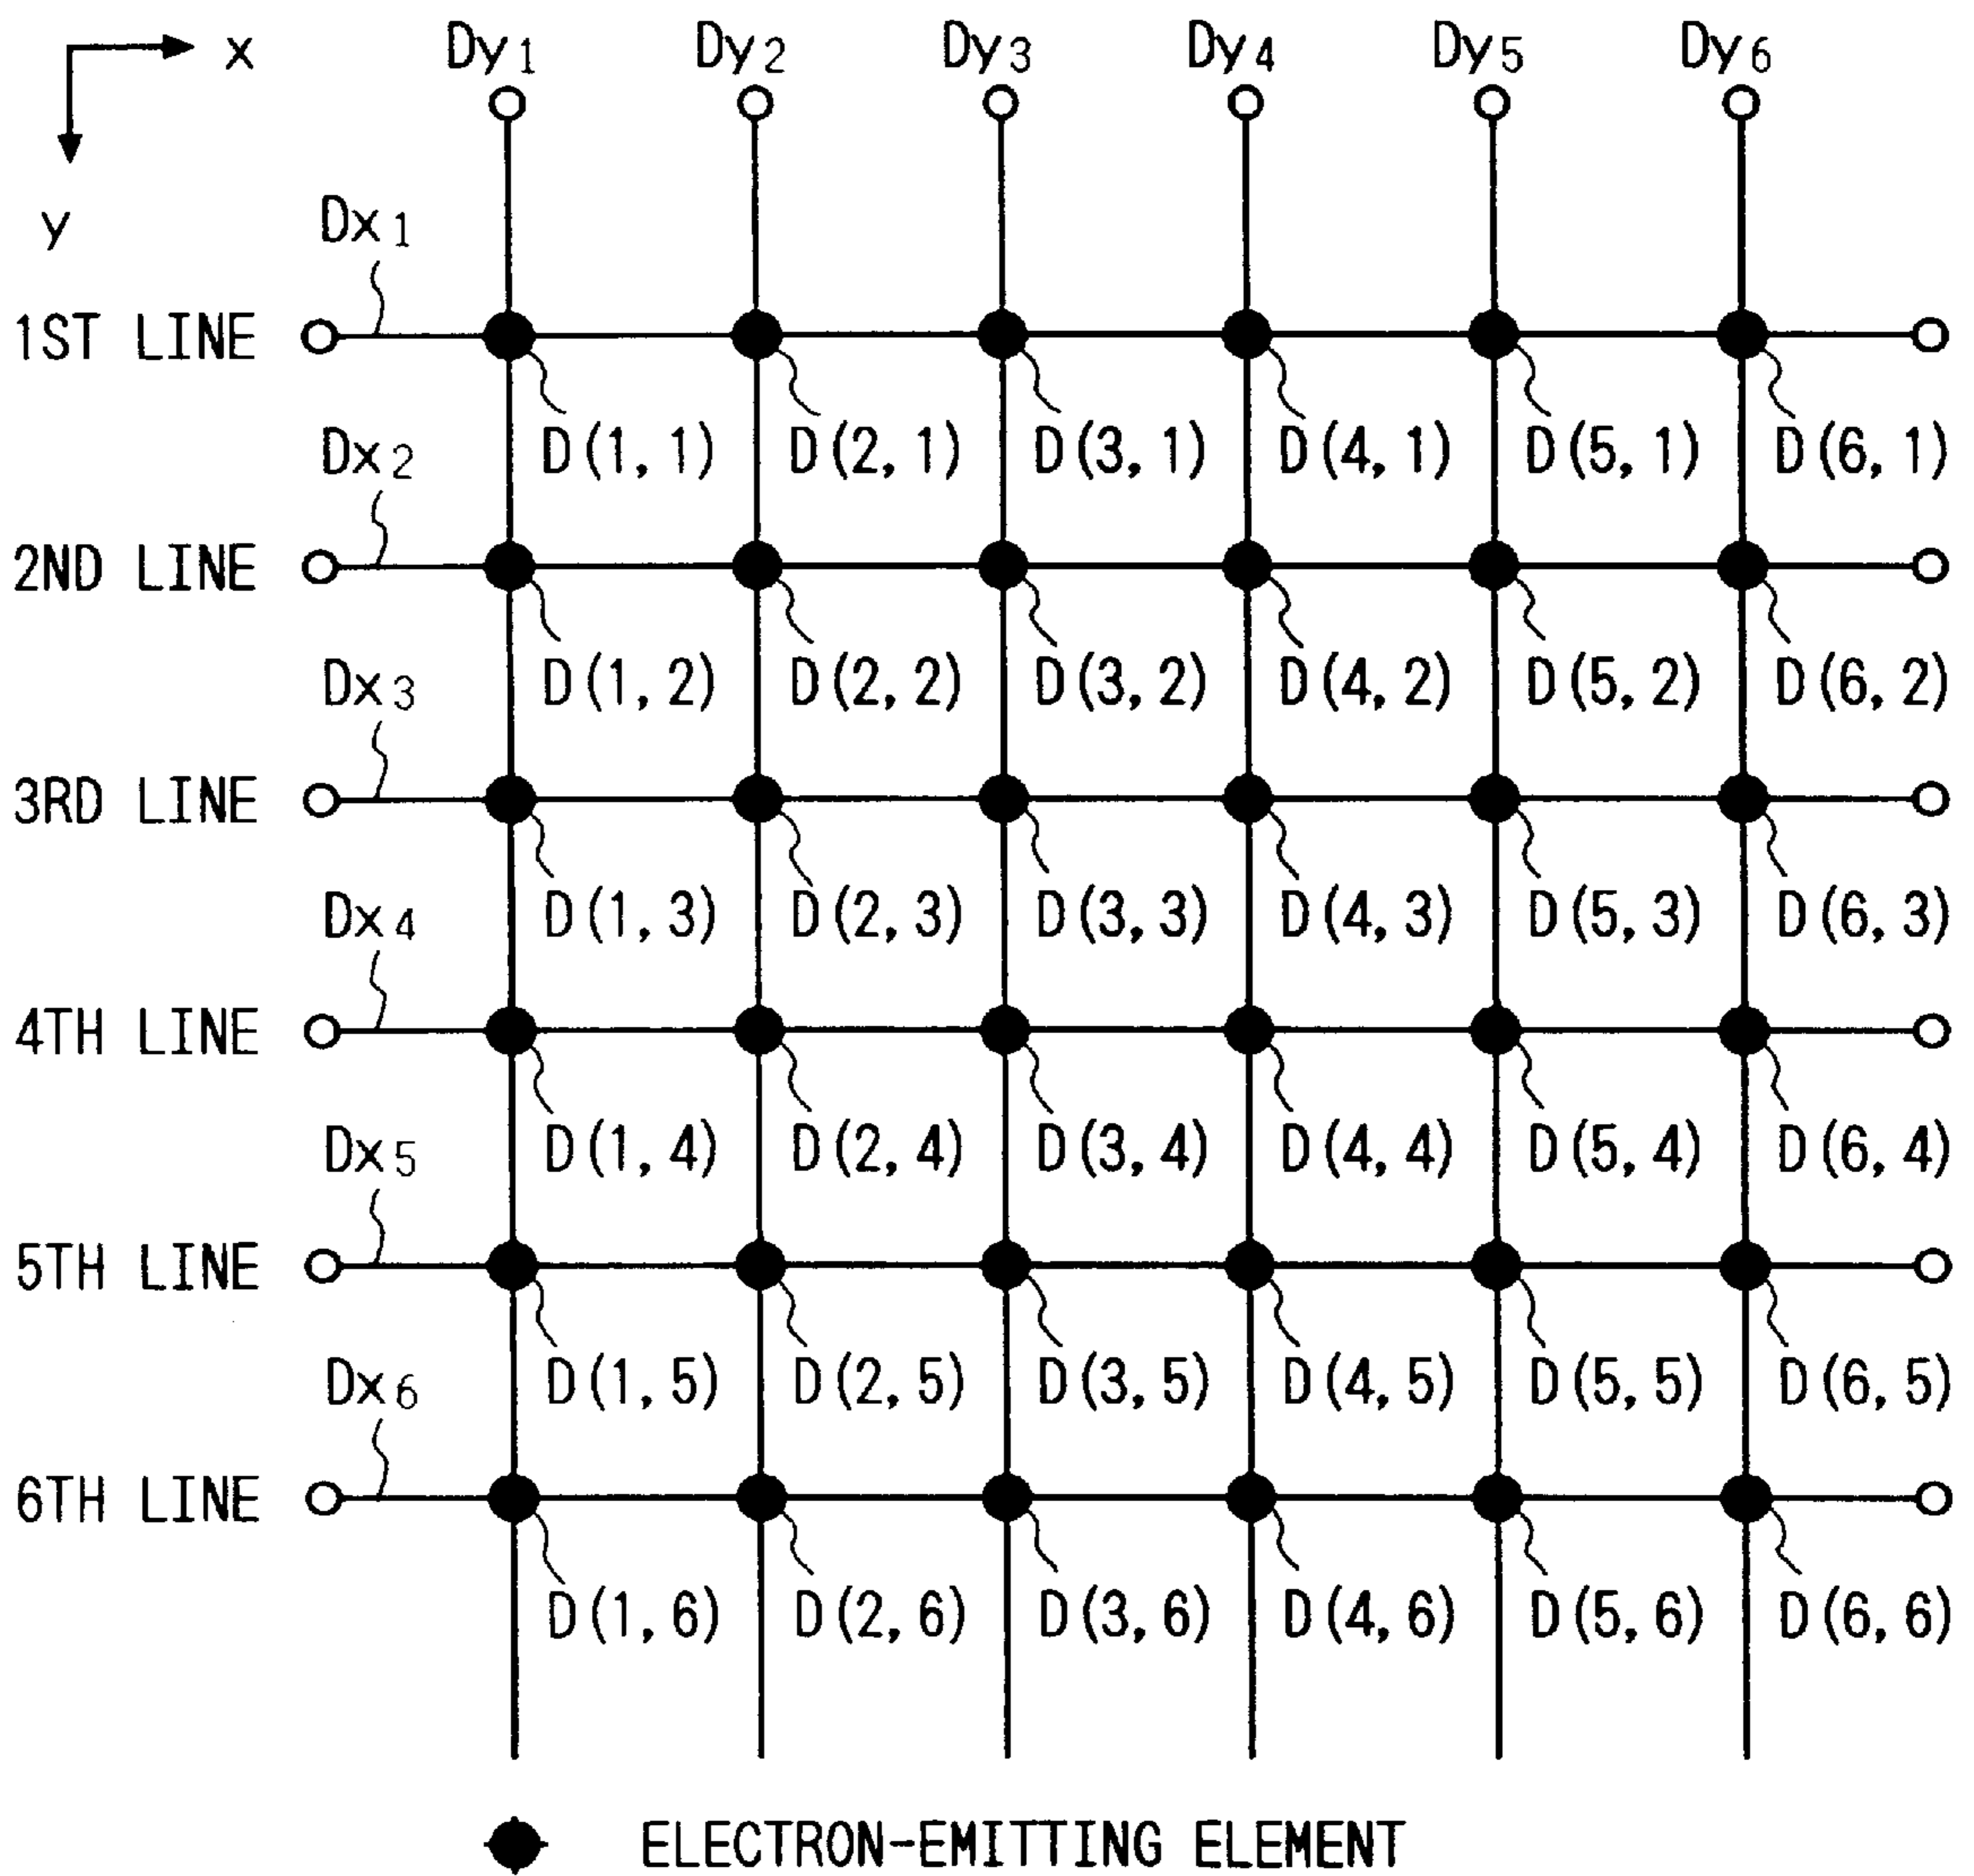 x Dy1 Dy2 Dy3 Dy4 Dy5 Dy6
y
Dx1
1ST LINE
D(1,1) D(2,1) D(3,1) D(4,1) D(5,1) D(6,1)
Dx2
2ND LINE
D(1,2) D(2,2) D(3,2) D(4,2) D(5,2) D(6,2)
Dx3
3RD LINE
D(1,3) D(2,3) D(3,3) D(4,3) D(5,3) D(6,3)
Dx4
4TH LINE
D(1,4) D(2,4) D(3,4) D(4,4) D(5,4) D(6,4)
Dx5
5TH LINE
D(1,5) D(2,5) D(3,5) D(4,5) D(5,5) D(6,5)
Dx6
6TH LINE
D(1,6) D(2,6) D(3,6) D(4,6) D(5,6) D(6,6)
ELECTRON-EMITTING ELEMENT